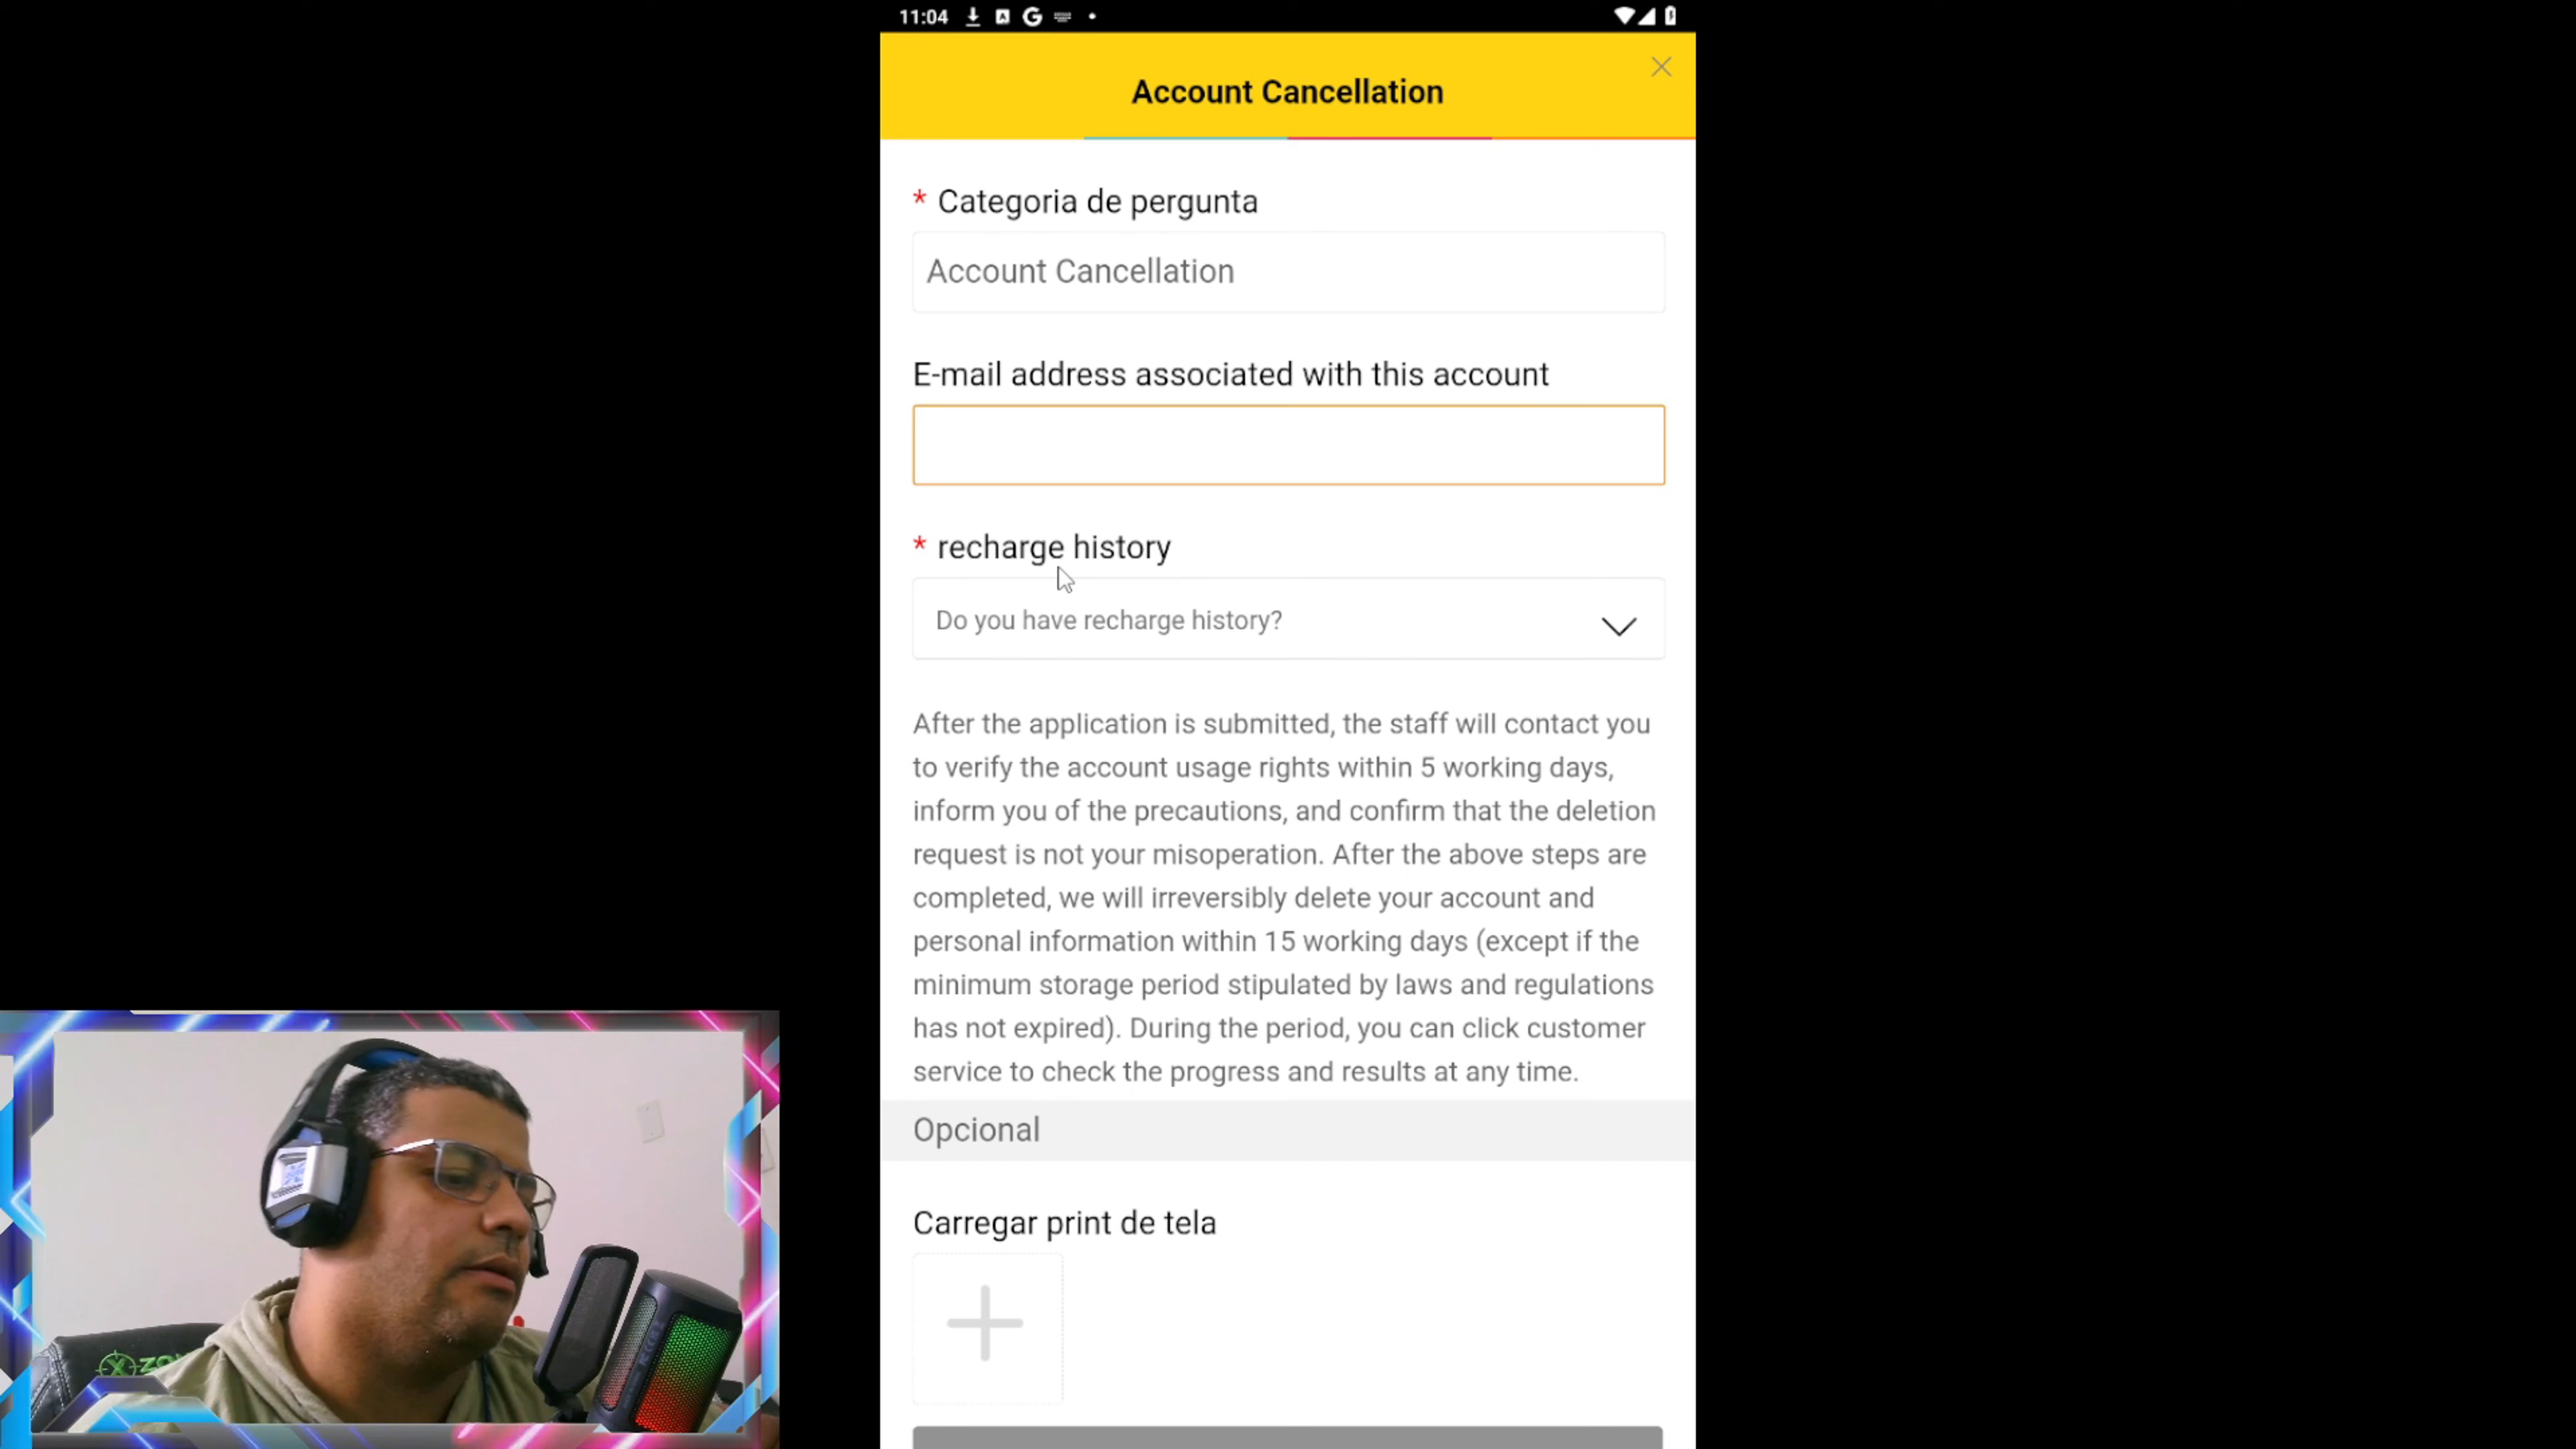 11:04
Account Cancellation
* Categoria de pergunta
Account Cancellation
E-mail address associated with this account
* recharge history
Do you have recharge history?
After the application is submitted, the staff will contact you
to verify the account usage rights within 5 working days,
inform you of the precautions, and confirm that the deletion
request is not your misoperation. After the above steps are
completed, we will irreversibly delete your account and
personal information within 15 working days (except if the
minimum storage period stipulated by laws and regulations
has not expired). During the period, you can click customer
service to check the progress and results at any time.
Opcional
Carregar print de tela